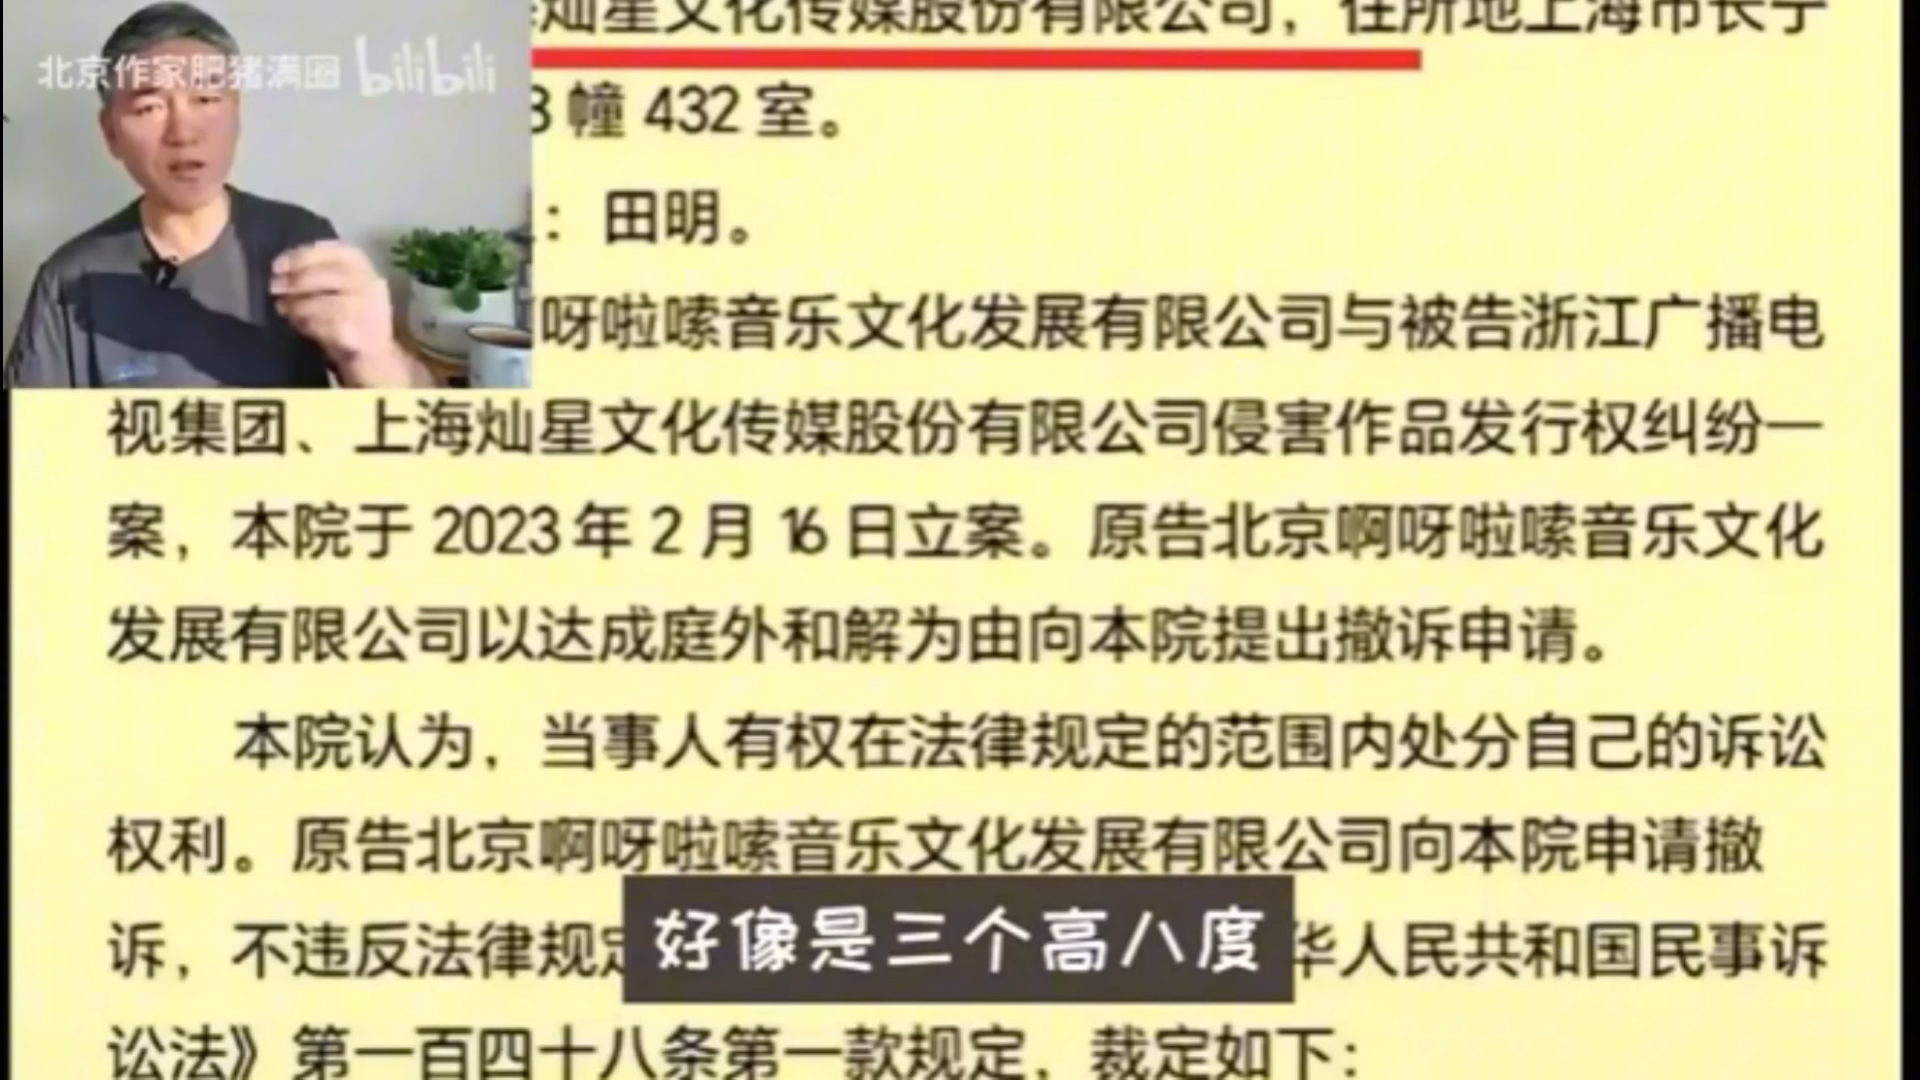 北京作家肥猪满圈 bilibili
灿星文化传媒股份有限公司，住所地上海市长宁
3幢432室。
：田明。
呀啦嗦音乐文化发展有限公司与被告浙江广播电
视集团、上海灿星文化传媒股份有限公司侵害作品发行权纠纷一
案，本院于2023年2月16日立案。原告北京啊呀啦嗦音乐文化
发展有限公司以达成庭外和解为由向本院提出撤诉申请。
本院认为，当事人有权在法律规定的范围内处分自己的诉讼
权利。原告北京啊呀啦嗦音乐文化发展有限公司向本院申请撤
诉，不违反法律规定
华人民共和国民事诉
好像是三个高八度
讼法》第一百四十八条第一款规定，裁定如下：